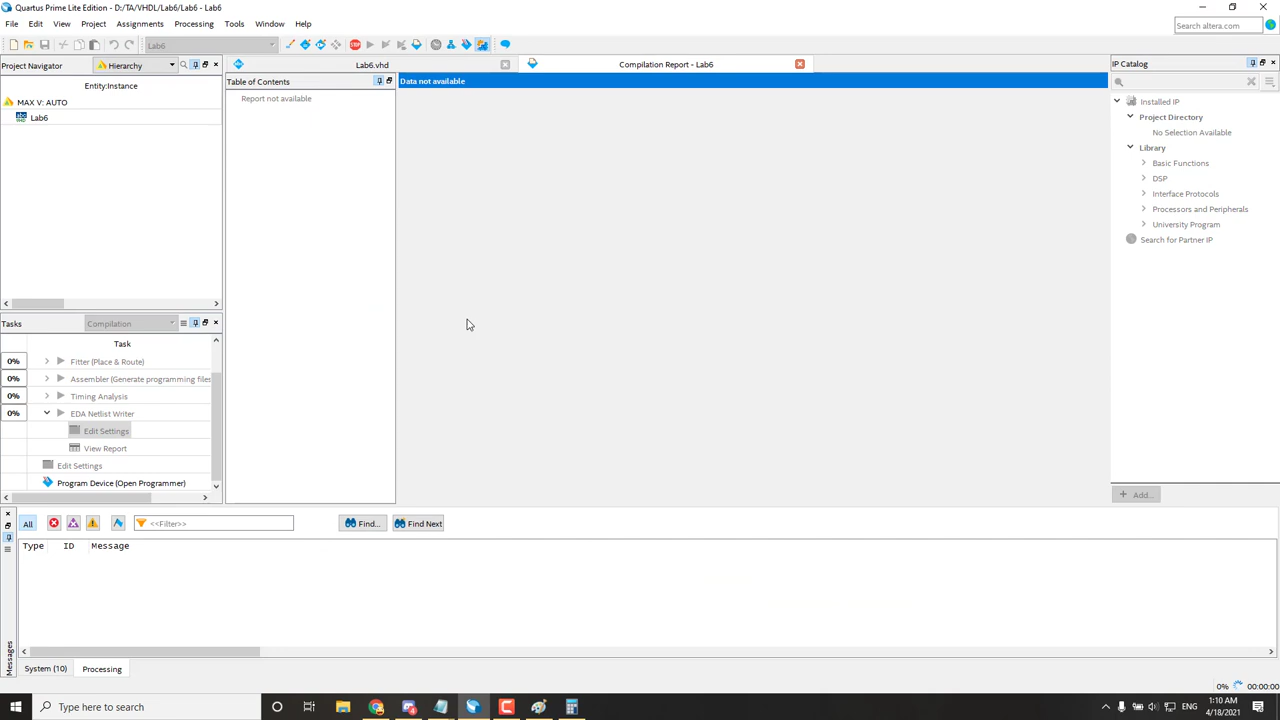 Quartus Prime Lite Edition - D:/TA/VHDL/Lab6/Lab6 - Lab6
File Edit View Project Assignments Processing Tools Window Help
Search altera.com
Lab6
Project Navigator Hierarchy
Lab6.vhd
Compilation Report - Lab6
IP Catalog
Entity:Instance
MAX V: AUTO
Lab6
Table of Contents
Report not available
Data not available
Installed IP
Project Directory
No Selection Available
Library
Basic Functions
DSP
Interface Protocols
Processors and Peripherals
University Program
Search for Partner IP
+ Add...
Tasks Compilation
Task
0% Fitter (Place & Route)
0% Assembler (Generate programming files
0% Timing Analysis
0% EDA Netlist Writer
Edit Settings
View Report
Edit Settings
Program Device (Open Programmer)
All <<Filter>> Find... Find Next
Type ID Message
Messages
System (10) Processing
0% 00:00:00
Type here to search
ENG
1:10 AM
4/18/2021